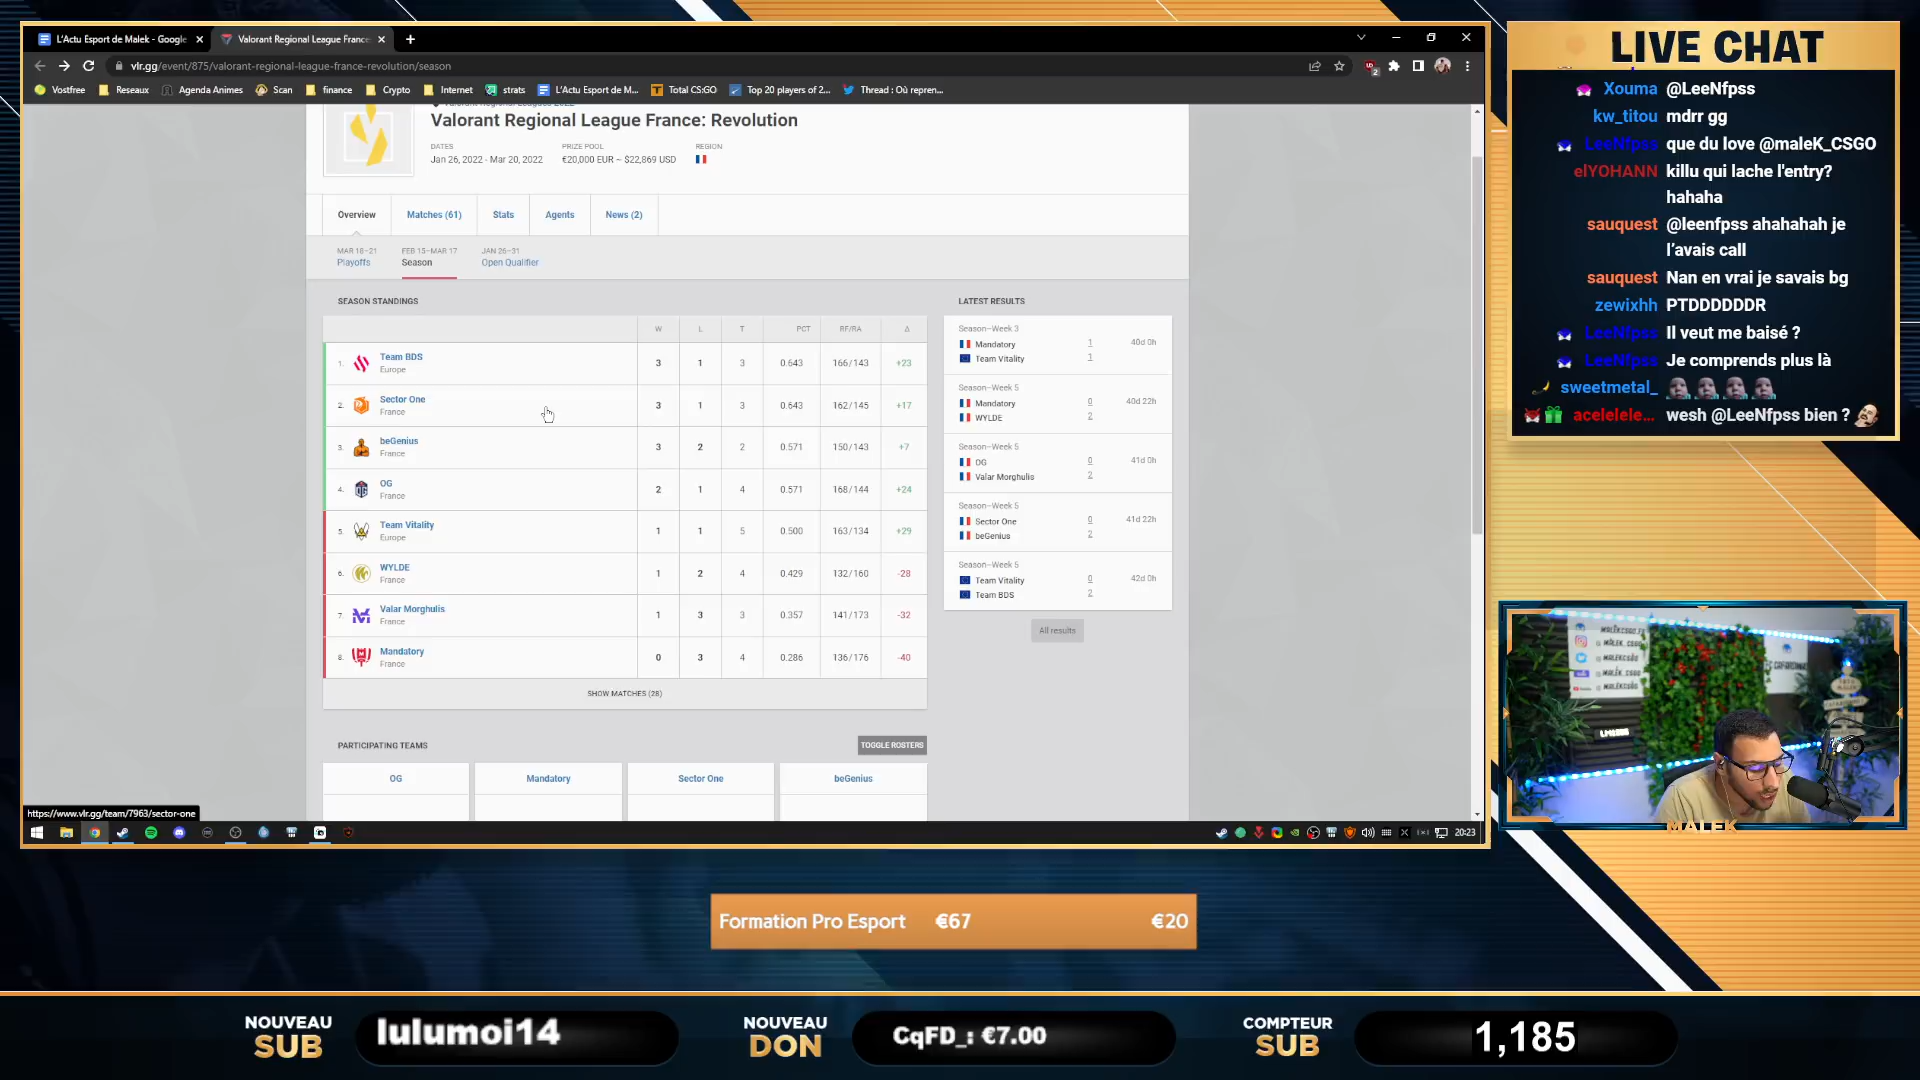 L'Actu Esport de Malek - Google
Valorant Regional League France:
vlr.gg/event/875/valorant-regional-league-france-revolution/season
Vostfree
Reseaux
Agenda Animes
Scan
finance
Crypto
Internet
strats
L'Actu Esport de M...
Total CS:GO
Top 20 players of 2...
Thread : Où repren...
Valorant Regional Leagues 2022
Valorant Regional League France: Revolution
DATES
Jan 26, 2022 - Mar 20, 2022
PRIZE POOL
€20,000 EUR ~ $22,869 USD
REGION
Overview
Matches (61)
Stats
Agents
News (2)
MAR 18–21
Playoffs
FEB 15–MAR 17
Season
JAN 26–31
Open Qualifier
SEASON STANDINGS
W L T PCT RF/RA Δ
1. Team BDS 3 1 3 0.643 166/143 +23
Europe
2. Sector One 3 1 3 0.643 162/145 +17
France
3. beGenius 3 2 2 0.571 150/143 +7
France
4. OG 2 1 4 0.571 168/144 +24
France
5. Team Vitality 1 1 5 0.500 163/134 +29
Europe
6. WYLDE 1 2 4 0.429 132/160 -28
France
7. Valar Morghulis 1 3 3 0.357 141/173 -32
France
8. Mandatory 0 3 4 0.286 136/176 -40
France
SHOW MATCHES (28)
LATEST RESULTS
Season–Week 3
Mandatory 1 40d 0h
Team Vitality 1
Season–Week 5
Mandatory 0 40d 22h
WYLDE 2
Season–Week 5
OG 0 41d 0h
Valar Morghulis 2
Season–Week 5
Sector One 0 41d 22h
beGenius 2
Season–Week 5
Team Vitality 0 42d 0h
Team BDS 2
All results
PARTICIPATING TEAMS
TOGGLE ROSTERS
OG
Mandatory
Sector One
beGenius
https://www.vlr.gg/team/7963/sector-one
20:23
LIVE CHAT
Xouma @LeeNfpss
kw_titou mdrr gg
LeeNfpss que du love @maleK_CSGO
elYOHANN killu qui lache l'entry?
hahaha
sauquest @leenfpss ahahahah je
l'avais call
sauquest Nan en vrai je savais bg
zewixhh PTDDDDDDR
LeeNfpss Il veut me baisé ?
LeeNfpss Je comprends plus là
sweetmetal_
acelelele... wesh @LeeNfpss bien ?
MALEK
Formation Pro Esport €67 €20
NOUVEAU
SUB
lulumoi14
NOUVEAU
DON
CqFD_: €7.00
COMPTEUR
SUB
1,185